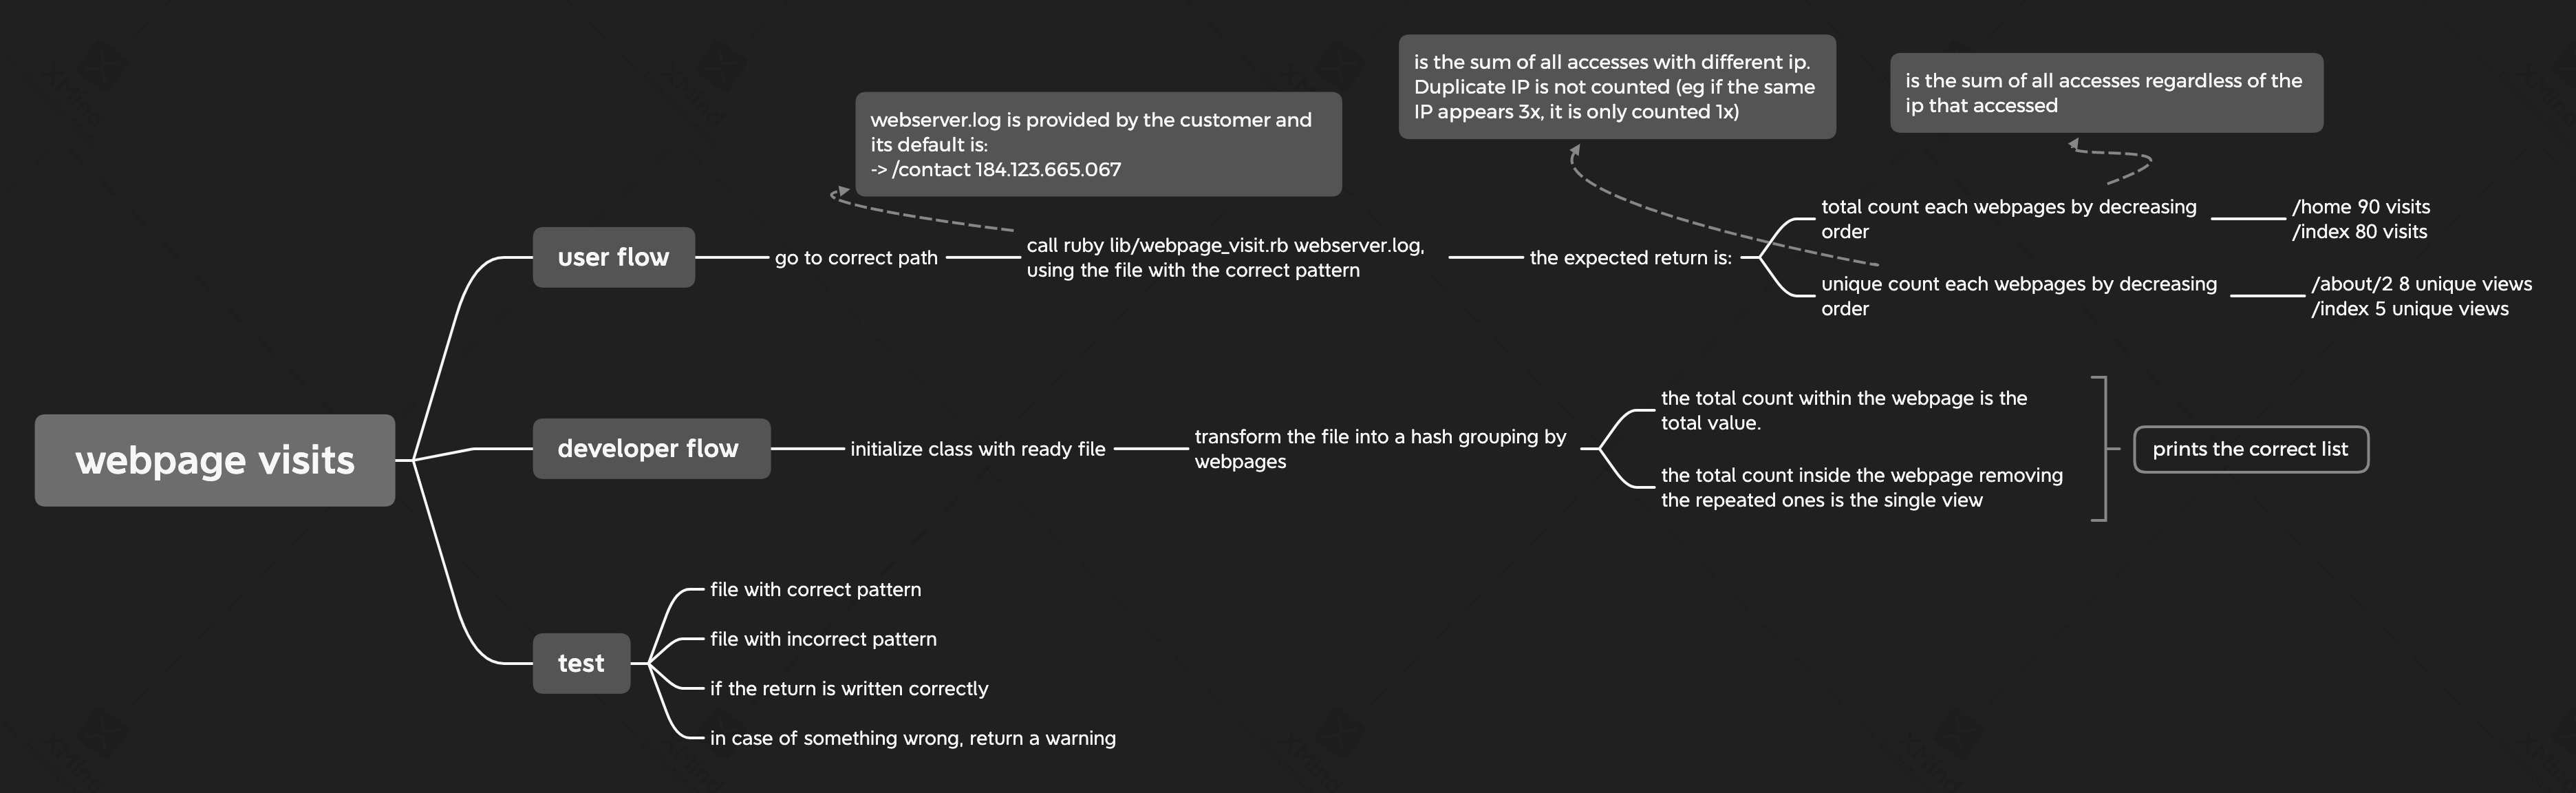 webpage visits
user flow
go to correct path
webserver.log is provided by the customer and
its default is:
-> /contact 184.123.665.067
call ruby lib/webpage_visit.rb webserver.log,
using the file with the correct pattern
the expected return is:
is the sum of all accesses with different ip.
Duplicate IP is not counted (eg if the same
IP appears 3x, it is only counted 1x)
is the sum of all accesses regardless of the
ip that accessed
total count each webpages by decreasing
order
/home 90 visits
/index 80 visits
unique count each webpages by decreasing
order
/about/2 8 unique views
/index 5 unique views
developer flow
initialize class with ready file
transform the file into a hash grouping by
webpages
the total count within the webpage is the
total value.
the total count inside the webpage removing
the repeated ones is the single view
prints the correct list
test
file with correct pattern
file with incorrect pattern
if the return is written correctly
in case of something wrong, return a warning
XMind
XMind
XMind
XMind
XMind
XMind
XMind